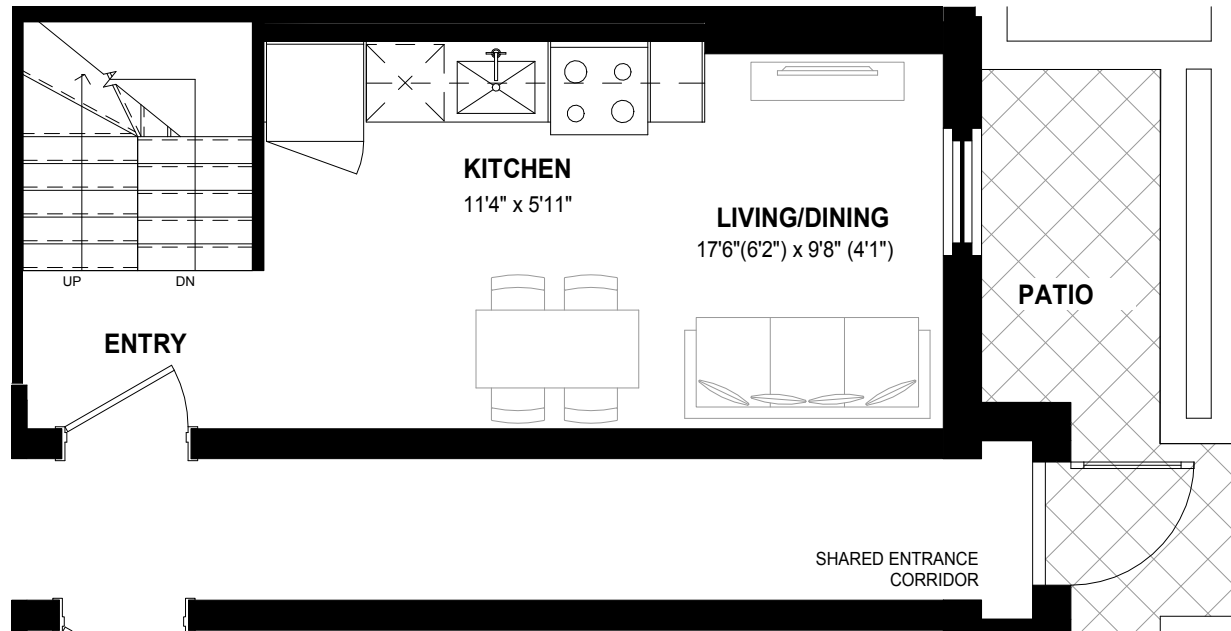 KITCHEN
11'4" x 5'11"
LIVING/DINING
17'6"(6'2") x 9'8" (4'1")
UP
DN
PATIO
ENTRY
SHARED ENTRANCE
CORRIDOR